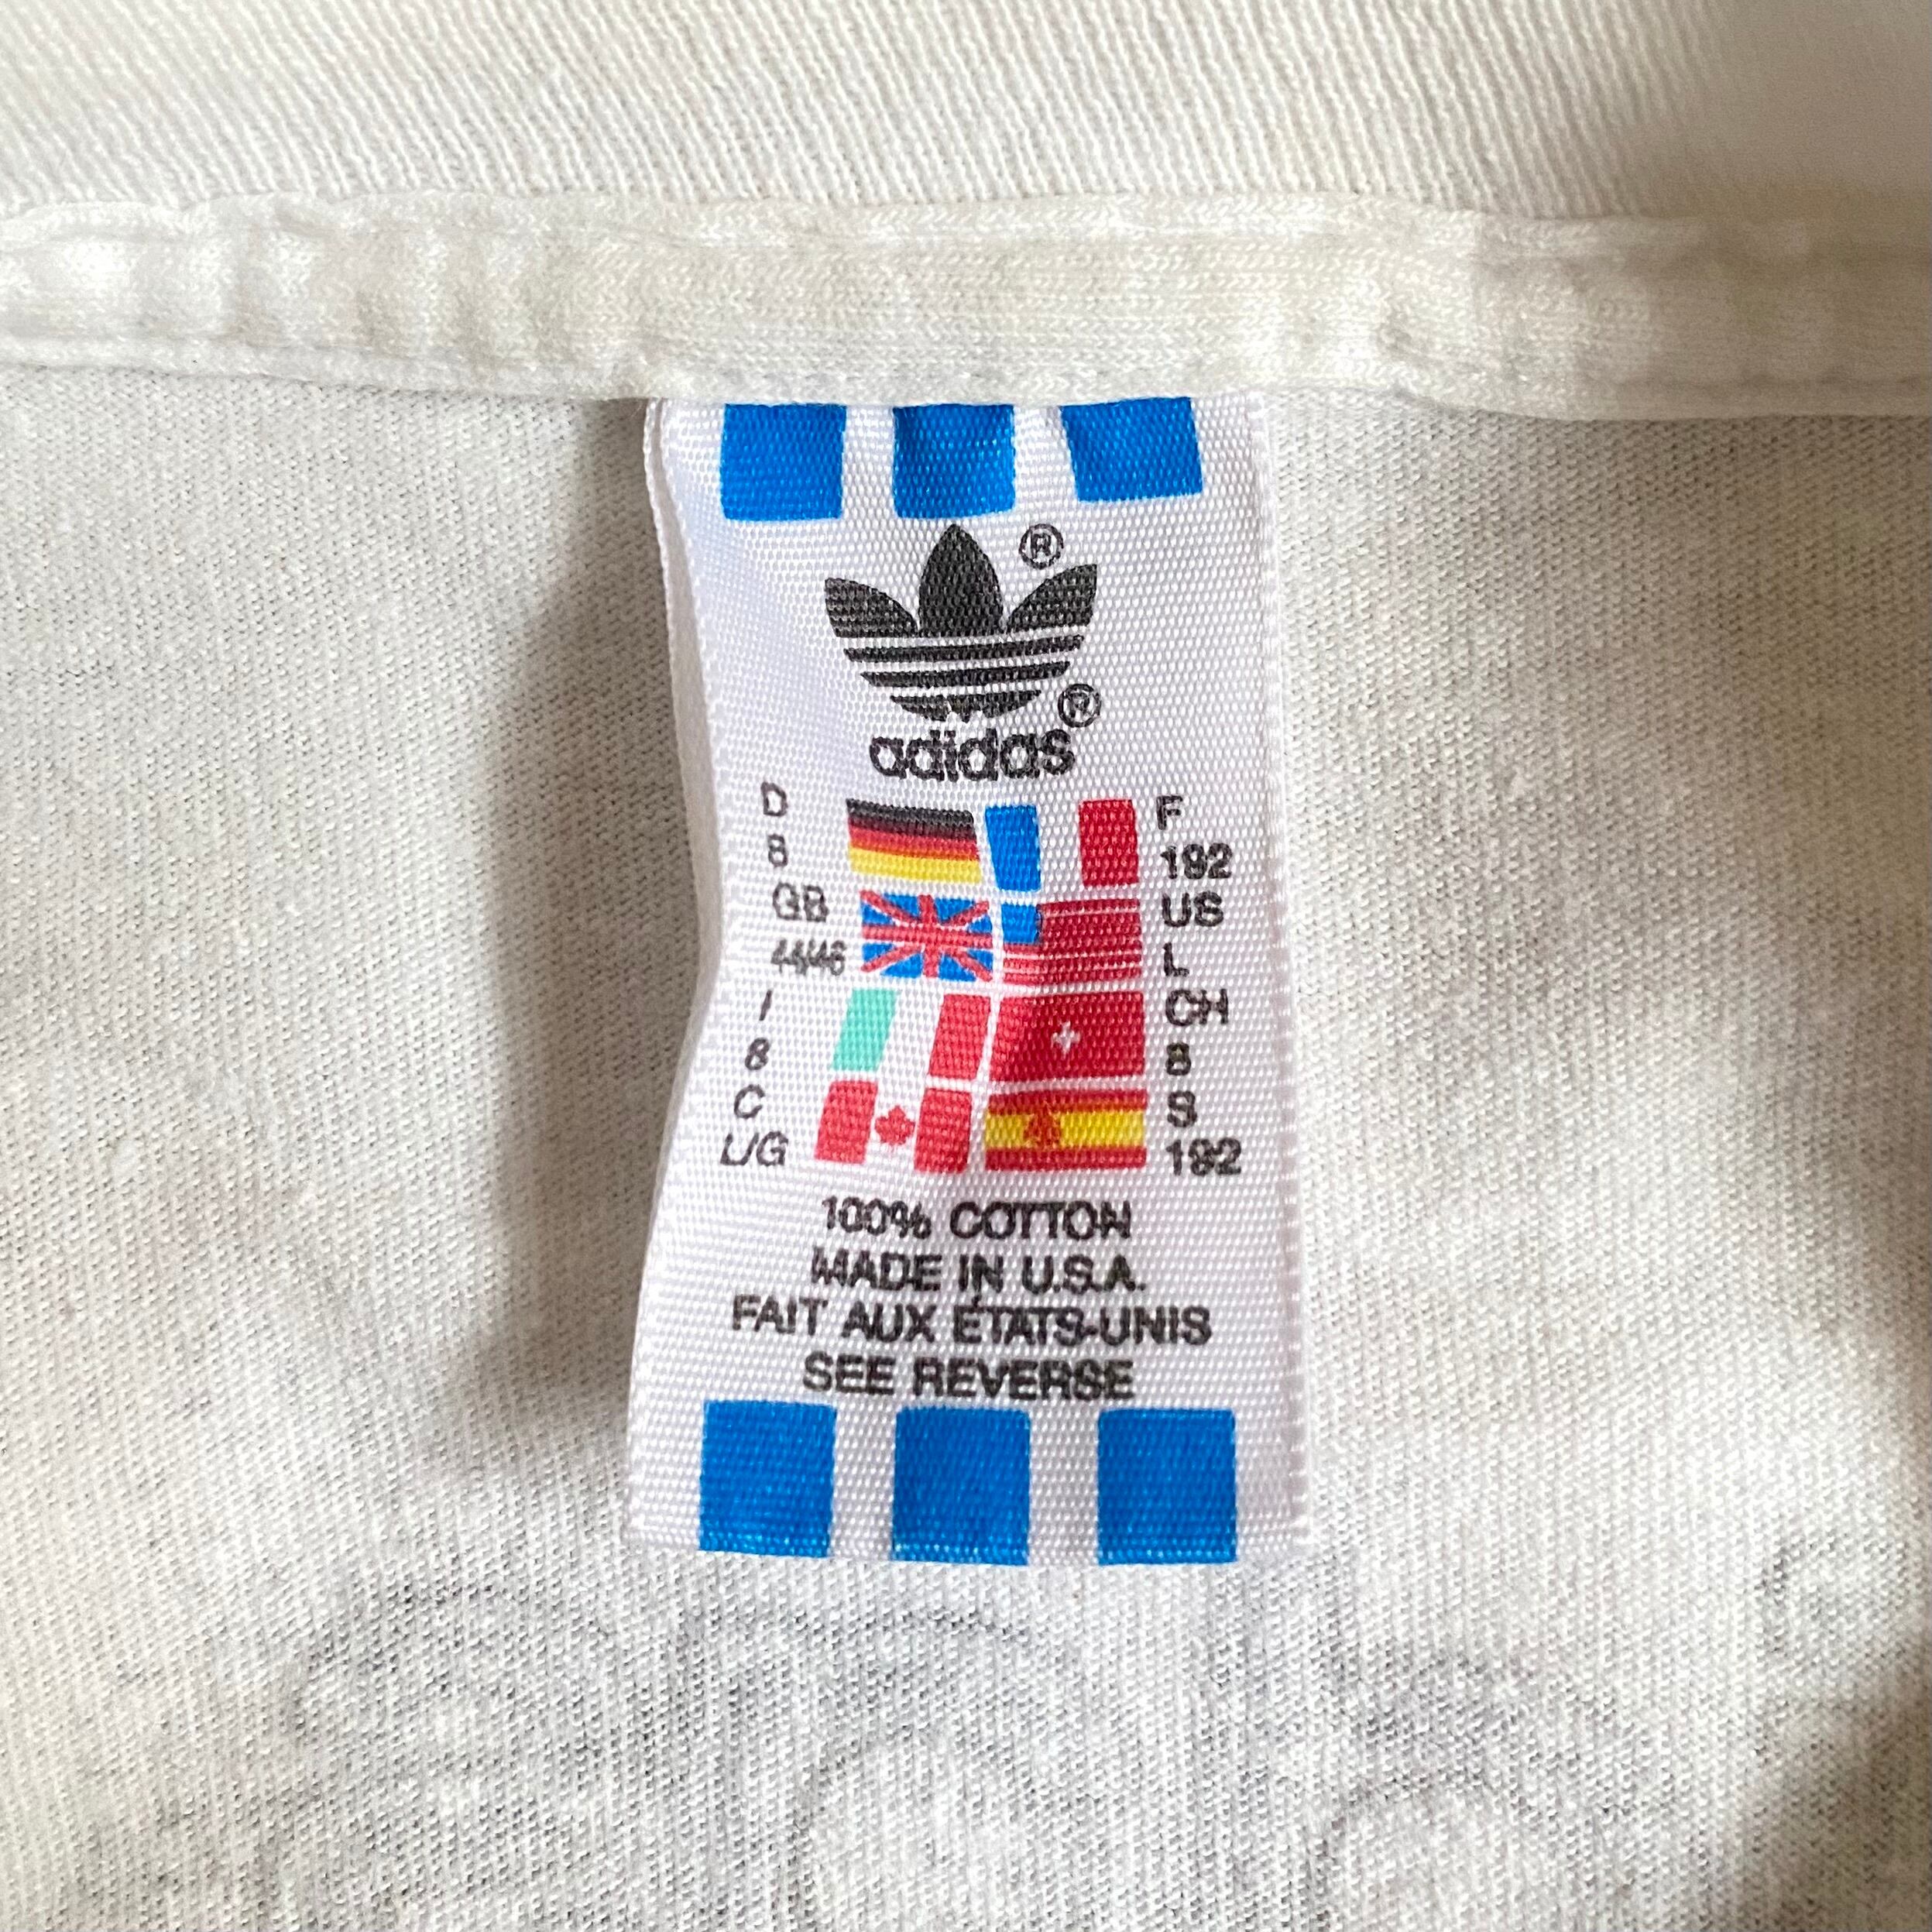 ®
®
adidas
D F
8 192
GB US
44/46 L
I CH
8 8
C S
L/G 192
100% COTTON
MADE IN U.S.A.
FAIT AUX ÉTATS-UNIS
SEE REVERSE